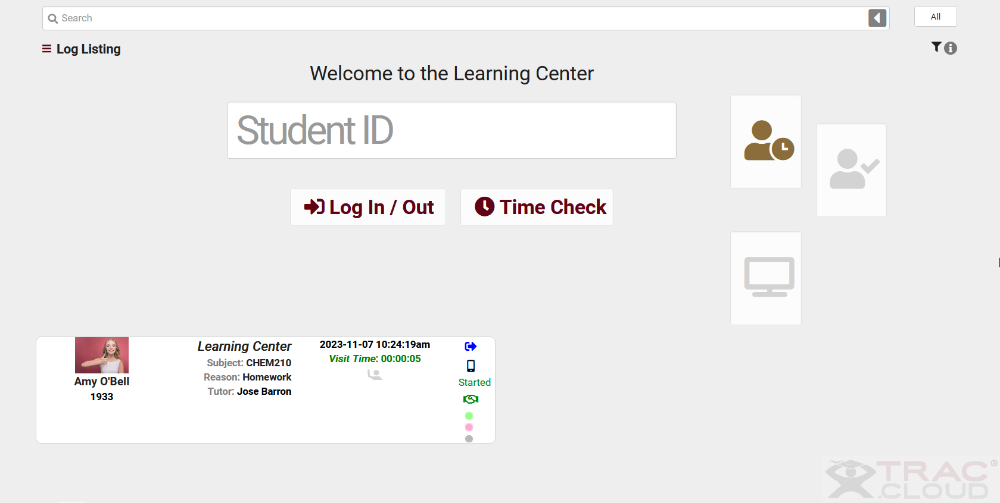 Search
All
Log Listing
Welcome to the Learning Center
Student ID
Log In / Out
Time Check
Amy O'Bell
1933
Learning Center
Subject: CHEM210
Reason: Homework
Tutor: Jose Barron
2023-11-07 10:24:19am
Visit Time: 00:00:05
Started
TRAC®
.CLOUD